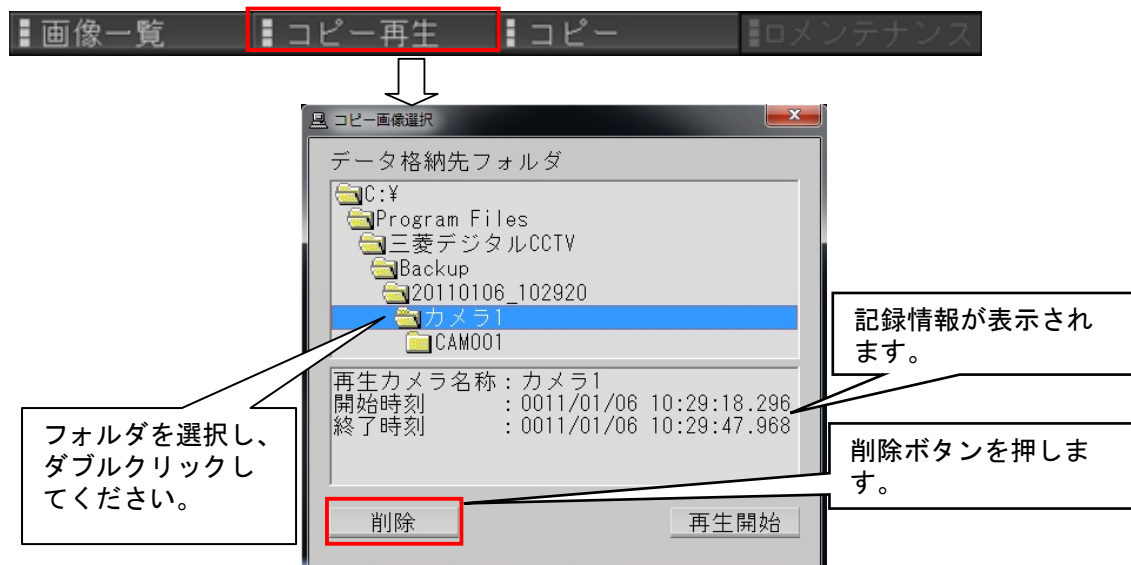 画像一覧 コピー再生 コピー ロメンテナンス
コピー画像選択
データ格納先フォルダ
C:¥
Program Files
三菱デジタルCCTV
Backup
20110106_102920
カメラ1
CAM001
再生カメラ名称：カメラ1
開始時刻　　　：0011/01/06 10:29:18.296
終了時刻　　　：0011/01/06 10:29:47.968
削除 再生開始
フォルダを選択し、
ダブルクリックし
てください。
記録情報が表示され
ます。
削除ボタンを押しま
す。